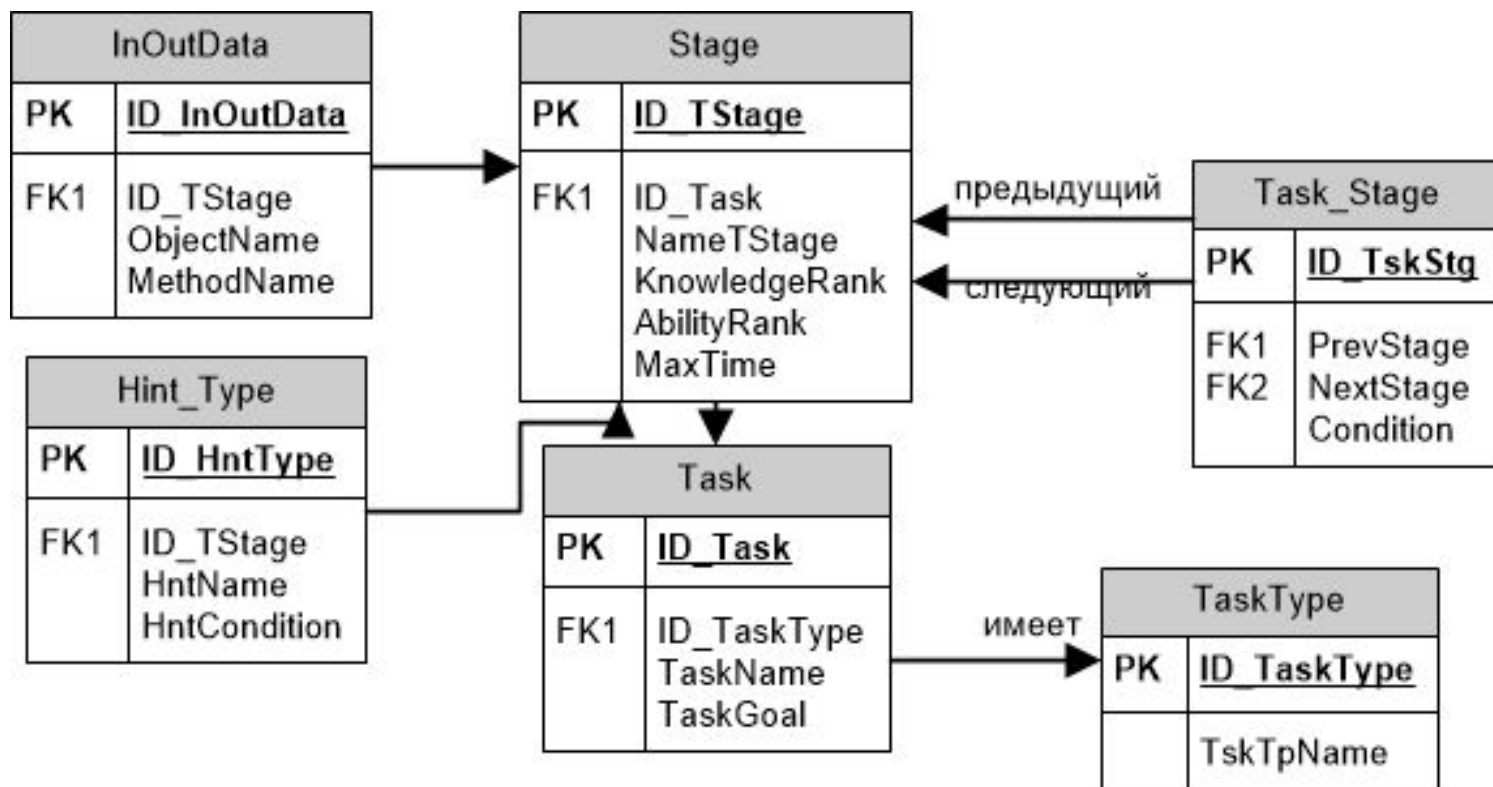 InOutData
PK ID_InOutData
FK1 ID_TStage
ObjectName
MethodName
Stage
PK ID_TStage
FK1 ID_Task
NameTStage
KnowledgeRank
AbilityRank
MaxTime
предыдущий
следующий
Task_Stage
PK ID_TskStg
FK1 PrevStage
FK2 NextStage
Condition
Hint_Type
PK ID_HntType
FK1 ID_TStage
HntName
HntCondition
Task
PK ID_Task
FK1 ID_TaskType
TaskName
TaskGoal
имеет
TaskType
PK ID_TaskType
TskTpName